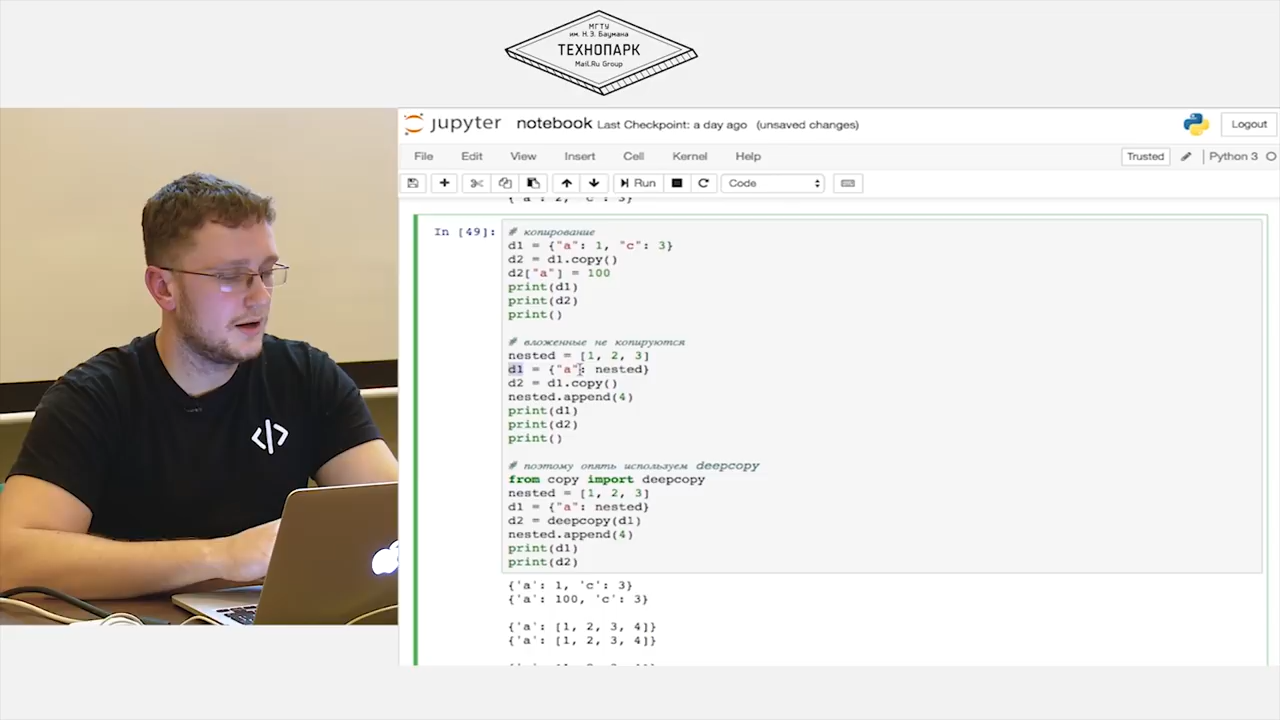 МГТУ
им. Н.Э. Баумана
ТЕХНОПАРК
Mail.Ru Group
jupyter notebook Last Checkpoint: a day ago (unsaved changes)
Logout
File Edit View Insert Cell Kernel Help
Trusted Python 3
Run Code
{'a': 2, 'c': 3}
In [49]:
# копирование
d1 = {"a": 1, "c": 3}
d2 = d1.copy()
d2["a"] = 100
print(d1)
print(d2)
print()
# вложенные не копируются
nested = [1, 2, 3]
d1 = {"a": nested}
d2 = d1.copy()
nested.append(4)
print(d1)
print(d2)
print()
# поэтому опять используем deepcopy
from copy import deepcopy
nested = [1, 2, 3]
d1 = {"a": nested}
d2 = deepcopy(d1)
nested.append(4)
print(d1)
print(d2)
{'a': 1, 'c': 3}
{'a': 100, 'c': 3}
{'a': [1, 2, 3, 4]}
{'a': [1, 2, 3, 4]}